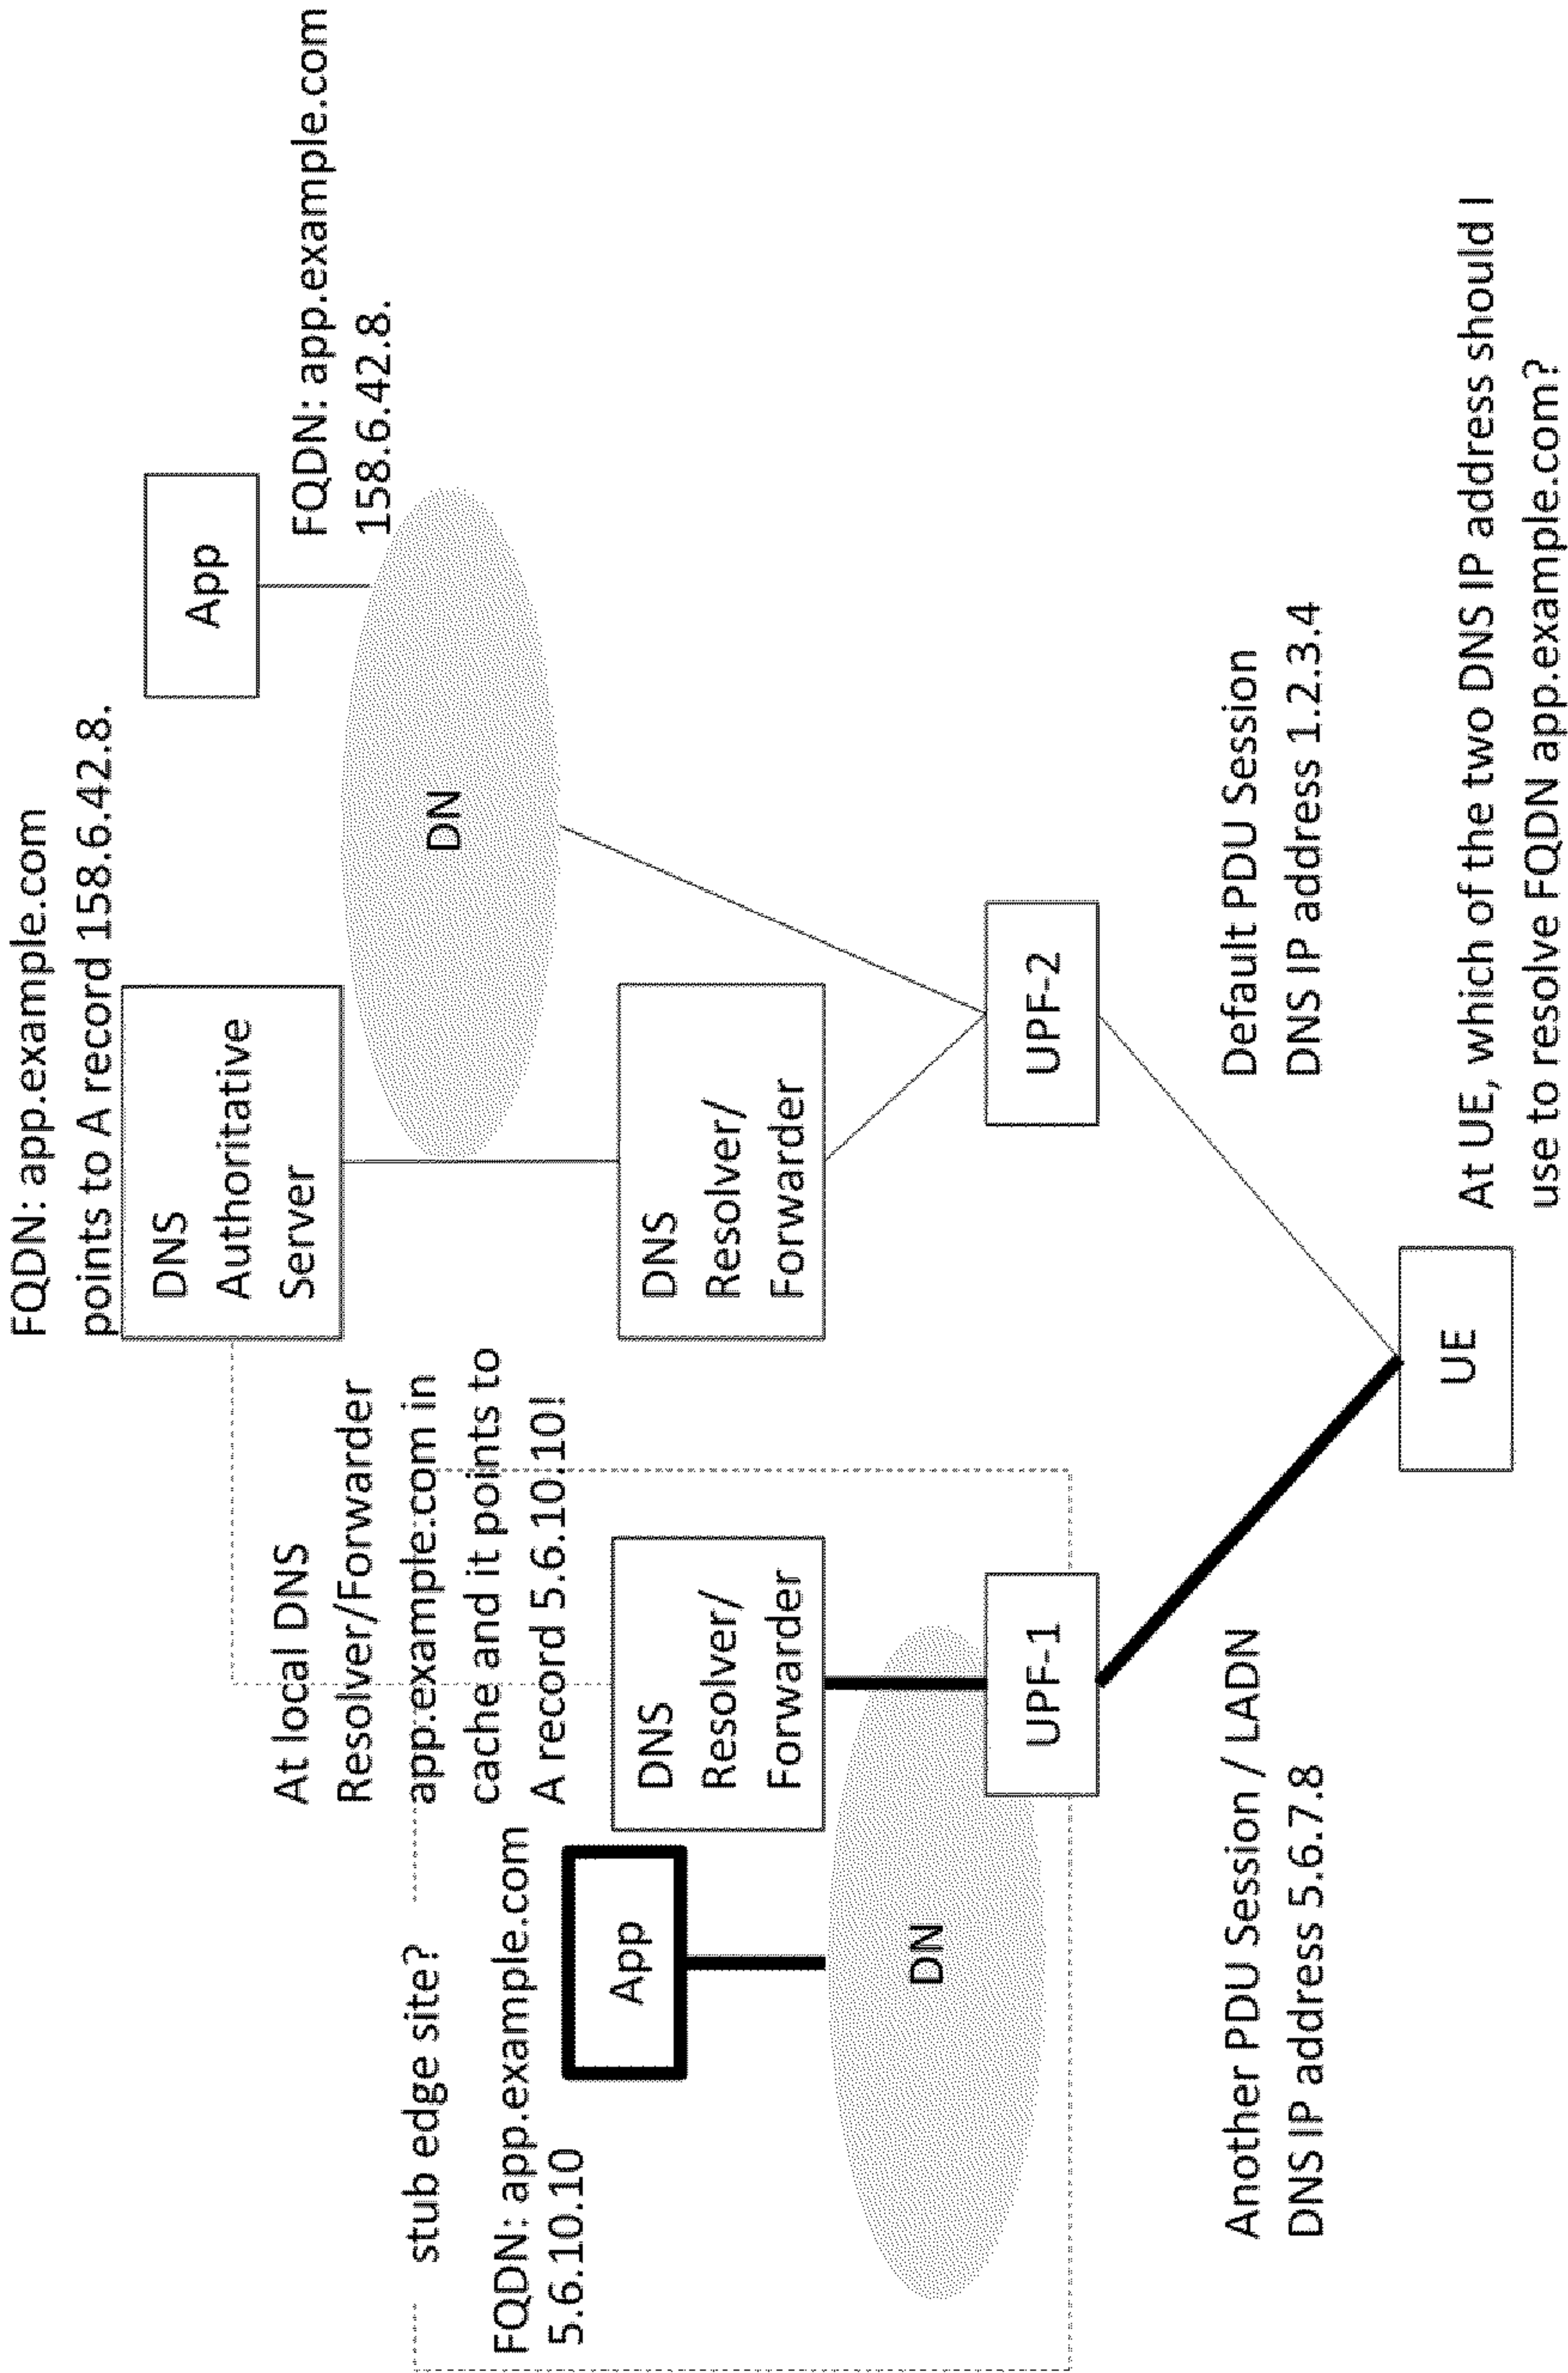 FQDN: app.example.com
points to A record 158.6.42.8.
DNS
Authoritative
Server
App
FQDN: app.example.com
158.6.42.8.
DN
At local DNS
Resolver/Forwarder
app.example.com in
cache and it points to
A record 5.6.10.10!
stub edge site?
FQDN: app.example.com
5.6.10.10
App
DNS
Resolver/
Forwarder
DNS
Resolver/
Forwarder
DN
UPF-1
UPF-2
Another PDU Session / LADN
DNS IP address 5.6.7.8
Default PDU Session
DNS IP address 1.2.3.4
UE
At UE, which of the two DNS IP address should I
use to resolve FQDN app.example.com?